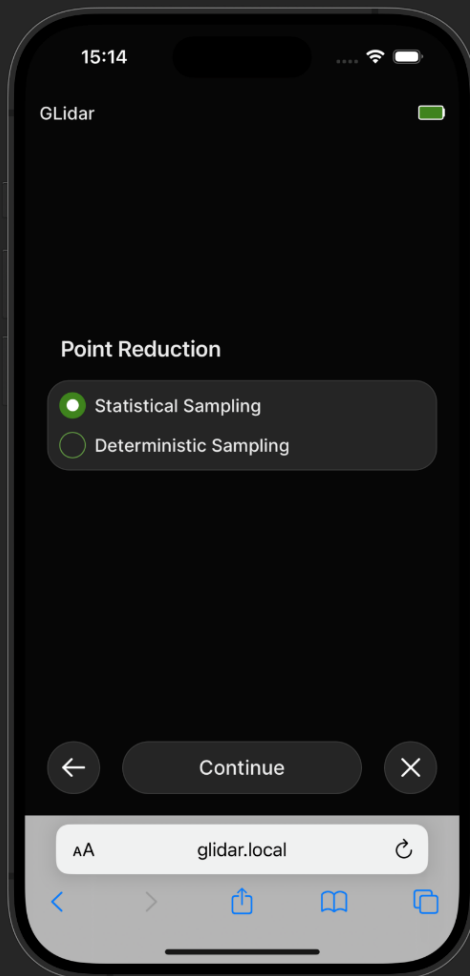 15:14
GLidar
Point Reduction
Statistical Sampling
Deterministic Sampling
Continue
AA
glidar.local